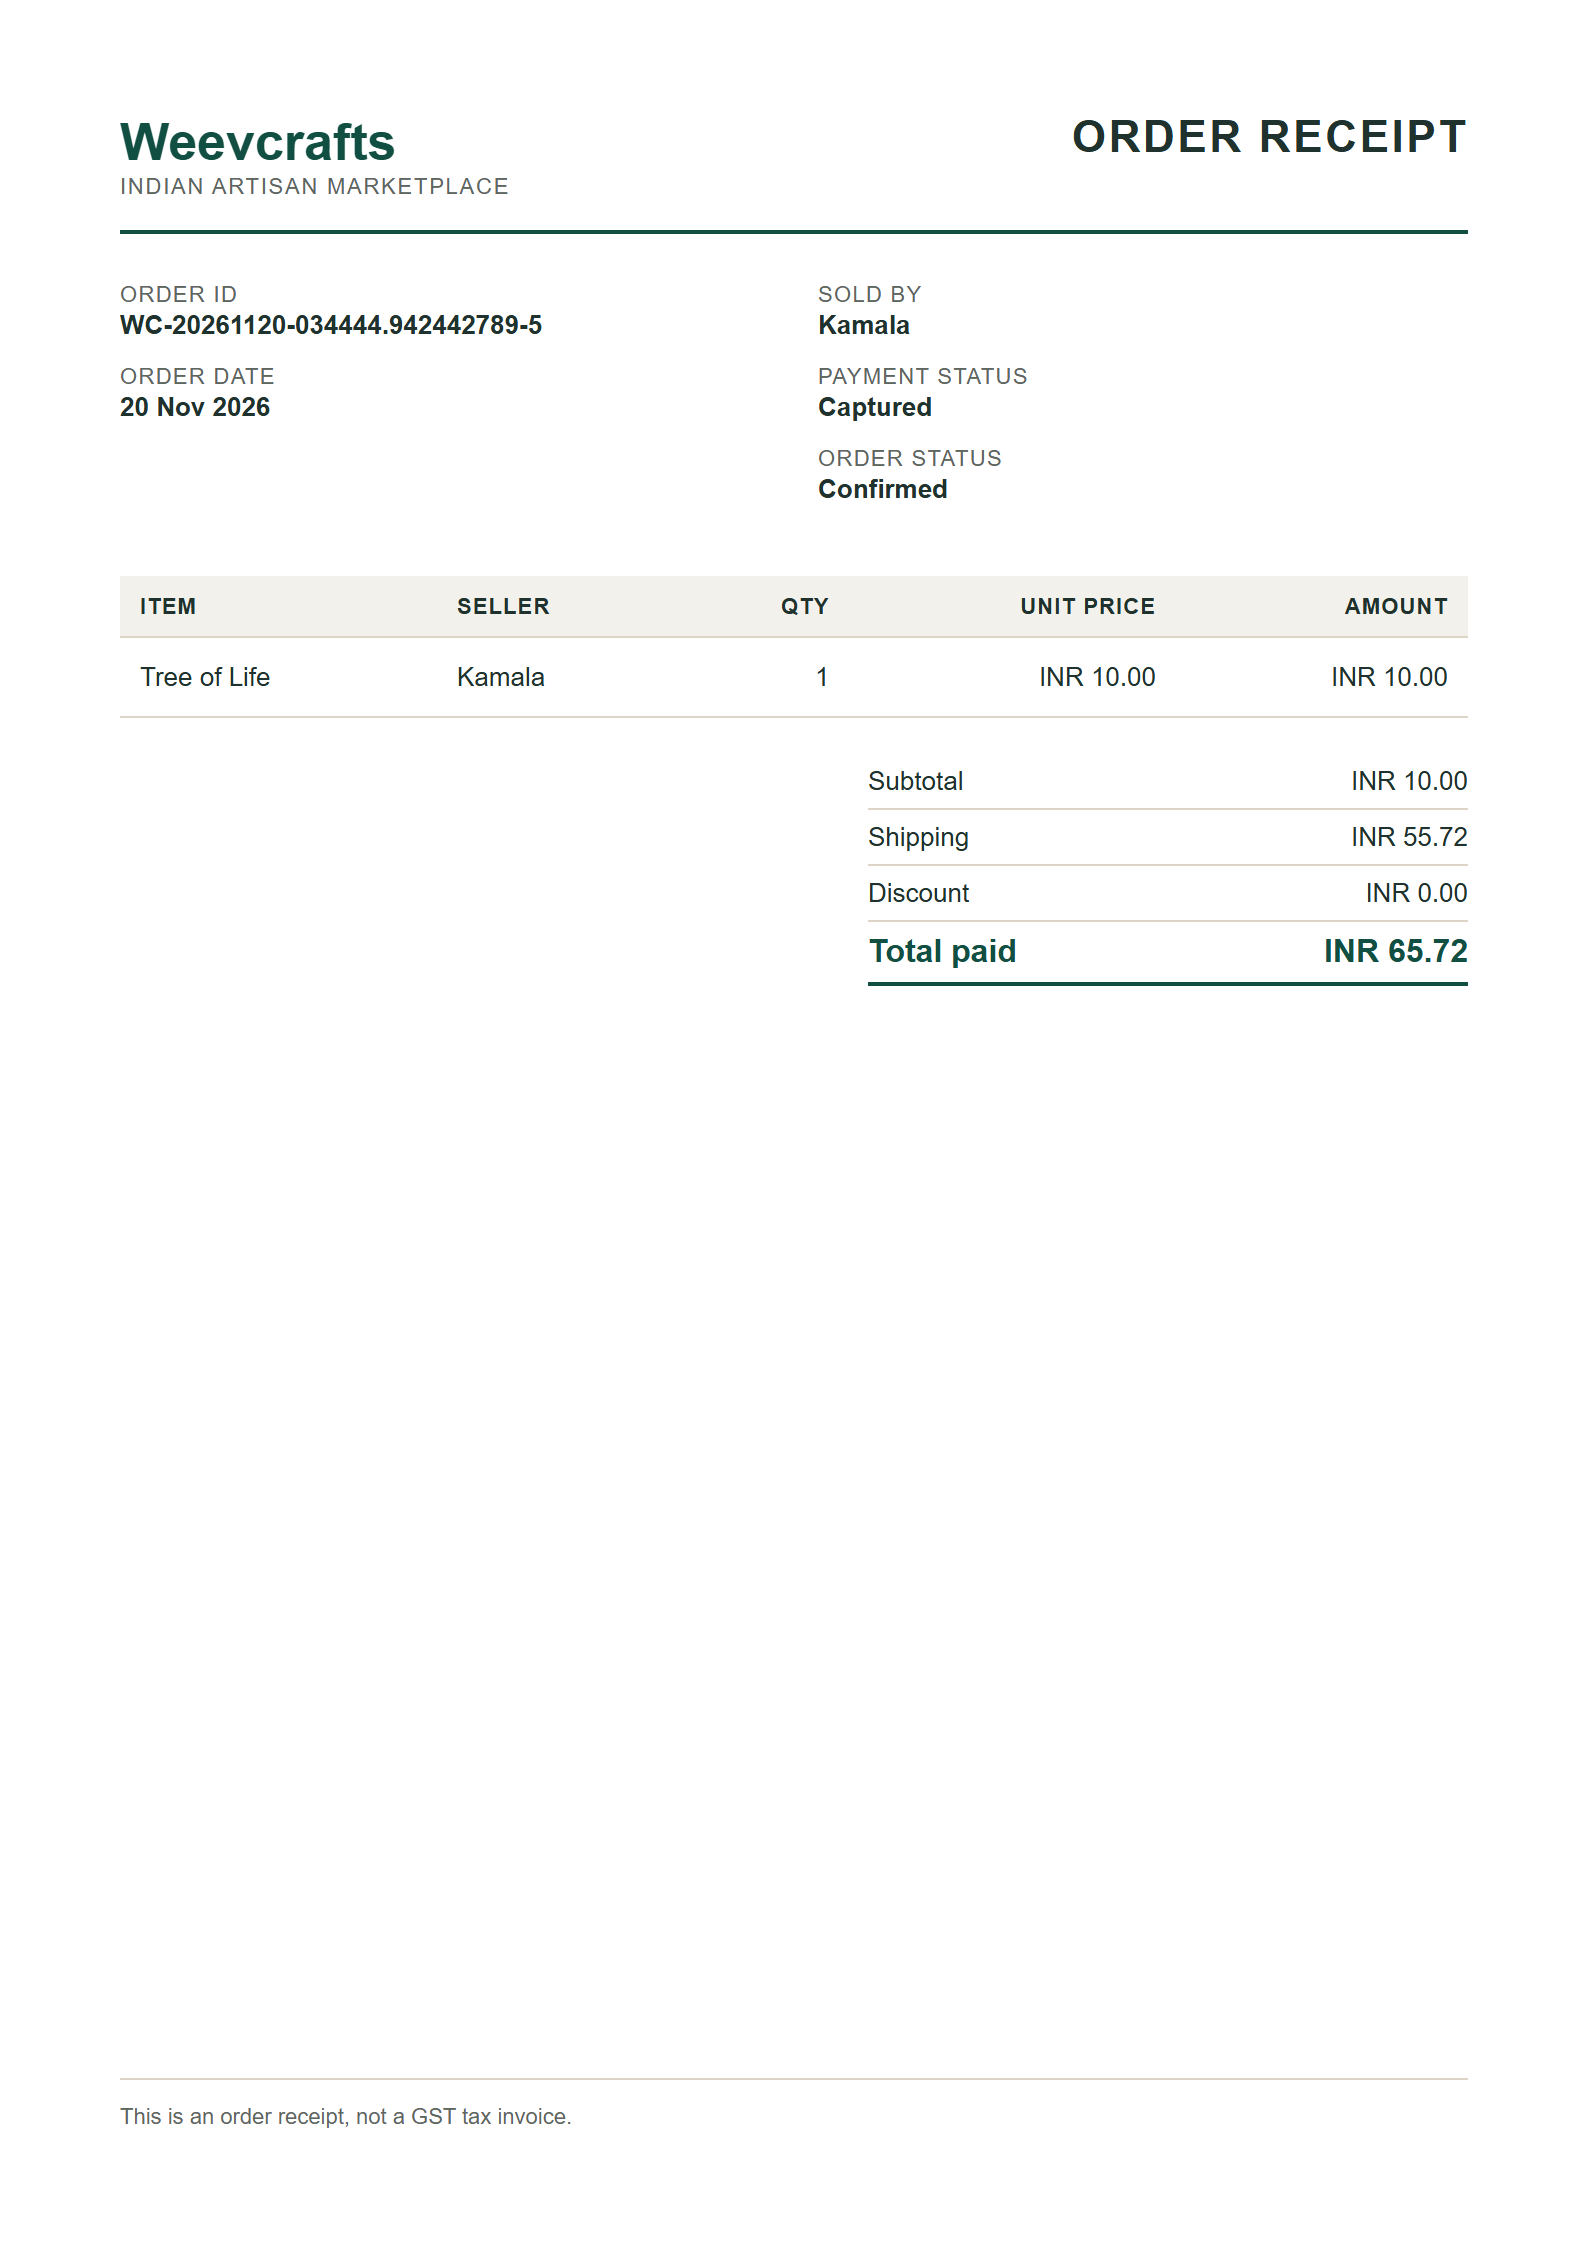 Weevcrafts
INDIAN ARTISAN MARKETPLACE
ORDER RECEIPT
ORDER ID
WC-20261120-034444.942442789-5
ORDER DATE
20 Nov 2026
SOLD BY
Kamala
PAYMENT STATUS
Captured
ORDER STATUS
Confirmed
ITEM SELLER QTY UNIT PRICE AMOUNT
Tree of Life Kamala 1 INR 10.00 INR 10.00
Subtotal INR 10.00
Shipping INR 55.72
Discount INR 0.00
Total paid INR 65.72
This is an order receipt, not a GST tax invoice.